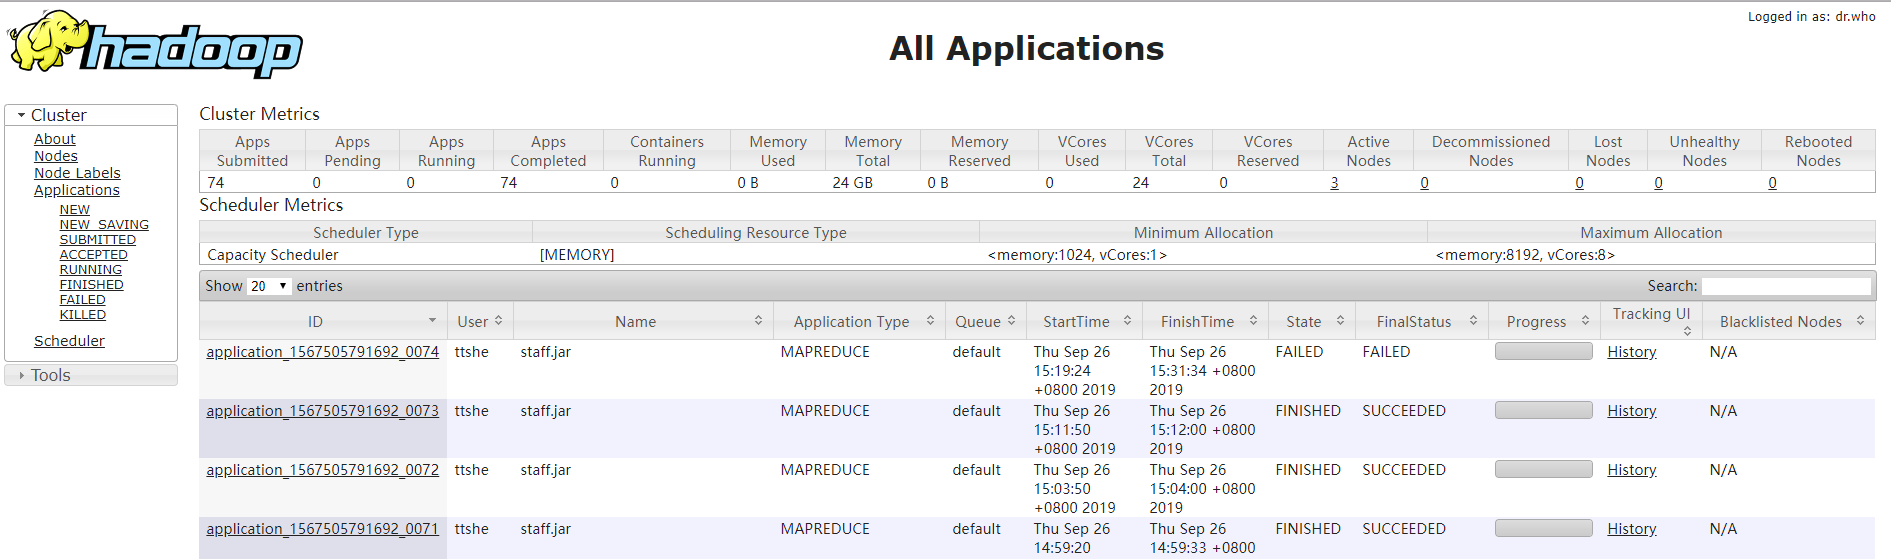 Logged in as: dr.who
hadoop
All Applications
Cluster
About
Nodes
Node Labels
Applications
NEW
NEW_SAVING
SUBMITTED
ACCEPTED
RUNNING
FINISHED
FAILED
KILLED
Scheduler
Tools
Cluster Metrics
Apps Submitted Apps Pending Apps Running Apps Completed Containers Running Memory Used Memory Total Memory Reserved VCores Used VCores Total VCores Reserved Active Nodes Decommissioned Nodes Lost Nodes Unhealthy Nodes Rebooted Nodes
74 0 0 74 0 0 B 24 GB 0 B 0 24 0 3 0 0 0 0
Scheduler Metrics
Scheduler Type Scheduling Resource Type Minimum Allocation Maximum Allocation
Capacity Scheduler [MEMORY] <memory:1024, vCores:1> <memory:8192, vCores:8>
Show 20 entries Search:
ID User Name Application Type Queue StartTime FinishTime State FinalStatus Progress Tracking UI Blacklisted Nodes
application_1567505791692_0074 ttshe staff.jar MAPREDUCE default Thu Sep 26 15:19:24 +0800 2019 Thu Sep 26 15:31:34 +0800 2019 FAILED FAILED History N/A
application_1567505791692_0073 ttshe staff.jar MAPREDUCE default Thu Sep 26 15:11:50 +0800 2019 Thu Sep 26 15:12:00 +0800 2019 FINISHED SUCCEEDED History N/A
application_1567505791692_0072 ttshe staff.jar MAPREDUCE default Thu Sep 26 15:03:50 +0800 2019 Thu Sep 26 15:04:00 +0800 2019 FINISHED SUCCEEDED History N/A
application_1567505791692_0071 ttshe staff.jar MAPREDUCE default Thu Sep 26 14:59:20 Thu Sep 26 14:59:33 +0800 FINISHED SUCCEEDED History N/A